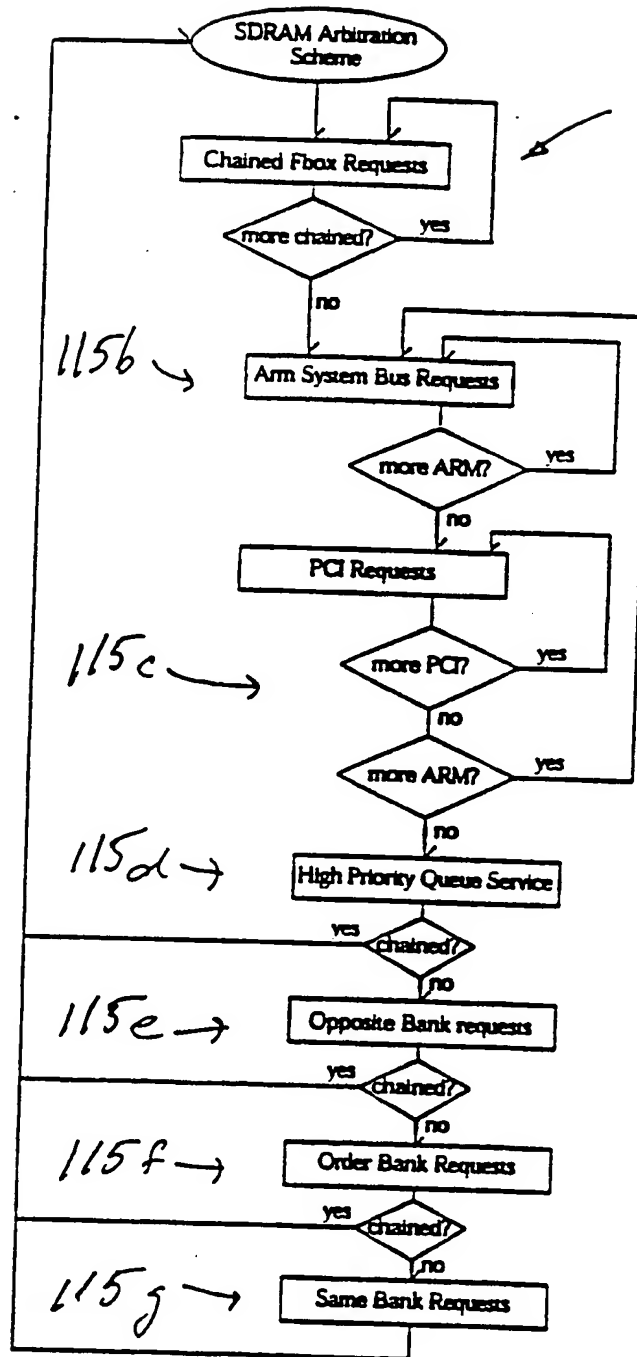 SDRAM Arbitration
Scheme
Chained Fbox Requests
more chained?
yes
no
115b
Arm System Bus Requests
more ARM?
yes
no
PCI Requests
115c
more PCI?
yes
no
more ARM?
yes
no
115d
High Priority Queue Service
yes
chained?
no
115e
Opposite Bank requests
yes
chained?
no
115f
Order Bank Requests
yes
chained?
no
115g
Same Bank Requests